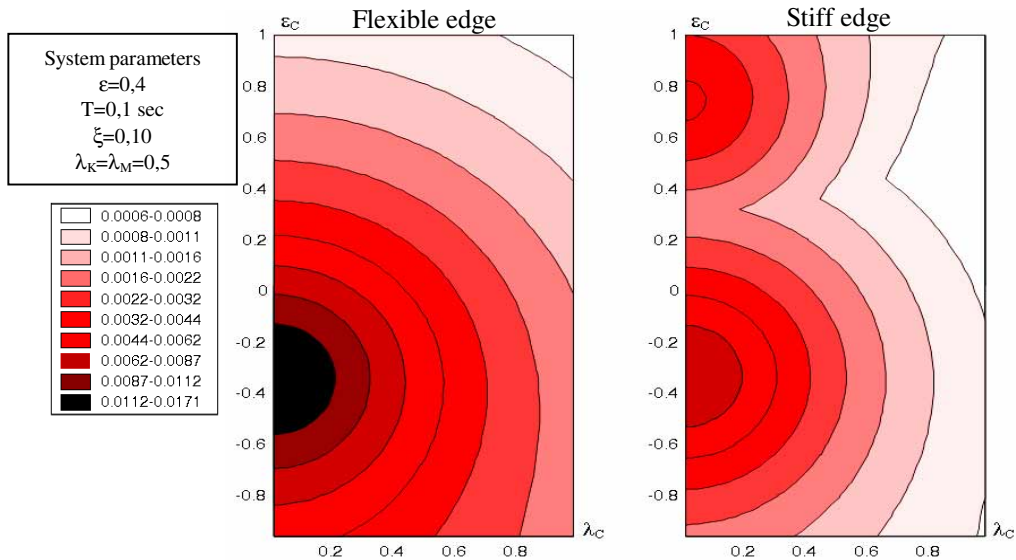 εC Flexible edge
εC Stiff edge
System parameters
ε=0,4
T=0,1 sec
ξ=0,10
λK=λM=0,5
0.0006-0.0008
0.0008-0.0011
0.0011-0.0016
0.0016-0.0022
0.0022-0.0032
0.0032-0.0044
0.0044-0.0062
0.0062-0.0087
0.0087-0.0112
0.0112-0.0171
1
0.8
0.6
0.4
0.2
0
-0.2
-0.4
-0.6
-0.8
0.2 0.4 0.6 0.8
λC
1
0.8
0.6
0.4
0.2
0
-0.2
-0.4
-0.6
-0.8
0.2 0.4 0.6 0.8
λC